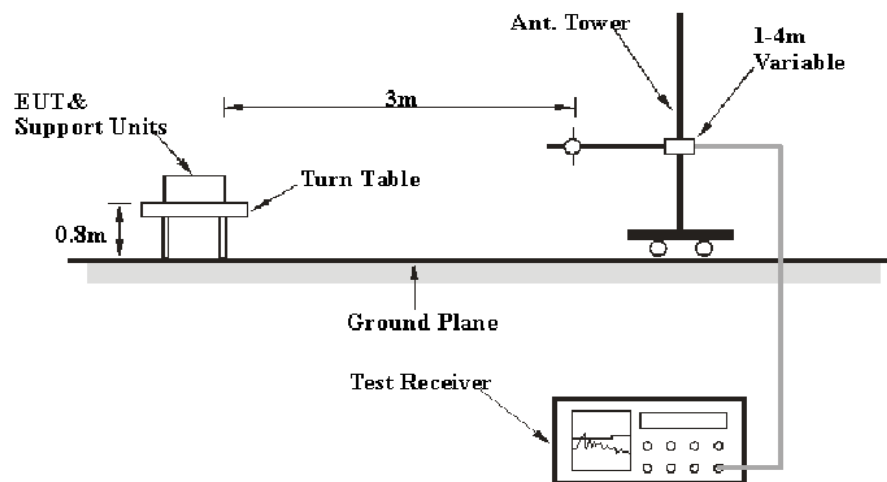 Ant. Tower
1-4m
Variable
3m
EUT&
Support Units
Turn Table
0.8m
Ground Plane
Test Receiver